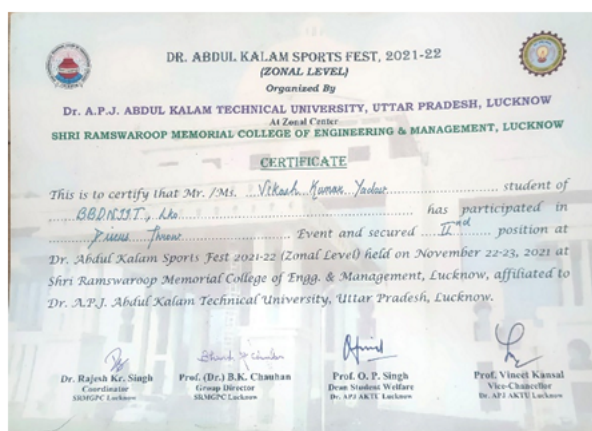 DR. ABDUL KALAM SPORTS FEST, 2021-22
(ZONAL LEVEL)
Organized By
Dr. A.P.J. ABDUL KALAM TECHNICAL UNIVERSITY, UTTAR PRADESH, LUCKNOW
At Zonal Center
SHRI RAMSWAROOP MEMORIAL COLLEGE OF ENGINEERING & MANAGEMENT, LUCKNOW
CERTIFICATE
This is to certify that Mr. /Ms. Vikash Kumar Yadav student of
BBDNIIT, Lko has participated in
Discus Throw Event and secured IInd position at
Dr. Abdul Kalam Sports Fest 2021-22 (Zonal Level) held on November 22-23, 2021 at
Shri Ramswaroop Memorial College of Engg. & Management, Lucknow, affiliated to
Dr. A.P.J. Abdul Kalam Technical University, Uttar Pradesh, Lucknow.
Dr. Rajesh Kr. Singh
Coordinator
SRMGPC Lucknow
Prof. (Dr.) B.K. Chauhan
Group Director
SRMGPC Lucknow
Prof. O. P. Singh
Dean Student Welfare
Dr. APJ AKTU Lucknow
Prof. Vineet Kansal
Vice-Chancellor
Dr. APJ AKTU Lucknow